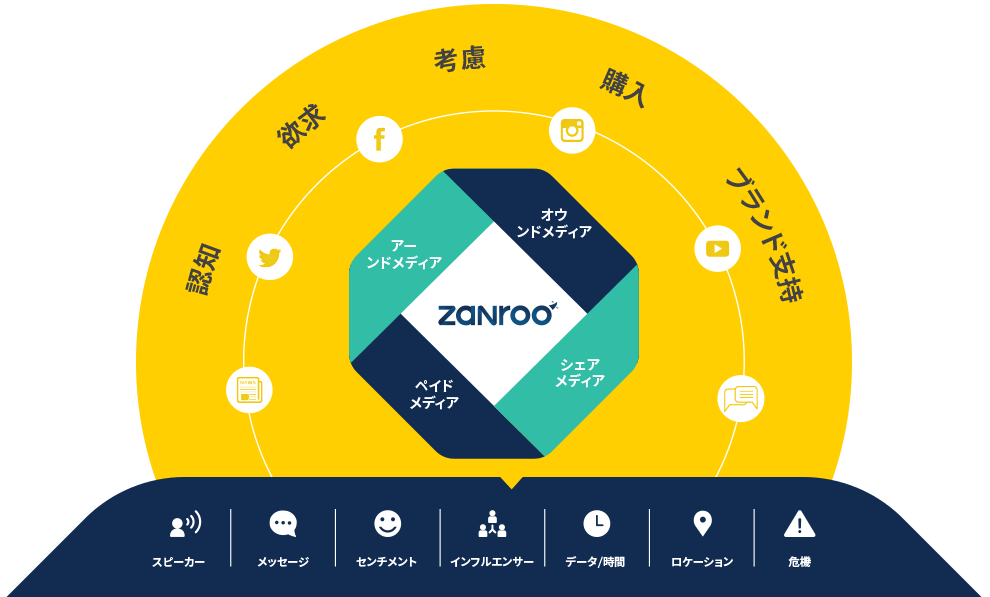 考慮
購入
欲求
ブランド支持
認知
オウ
ンドメディア
アー
ンドメディア
zanroo
シェア
メディア
ペイド
メディア
NEWS
スピーカー
メッセージ
センチメント
インフルエンサー
データ/時間
ロケーション
危機